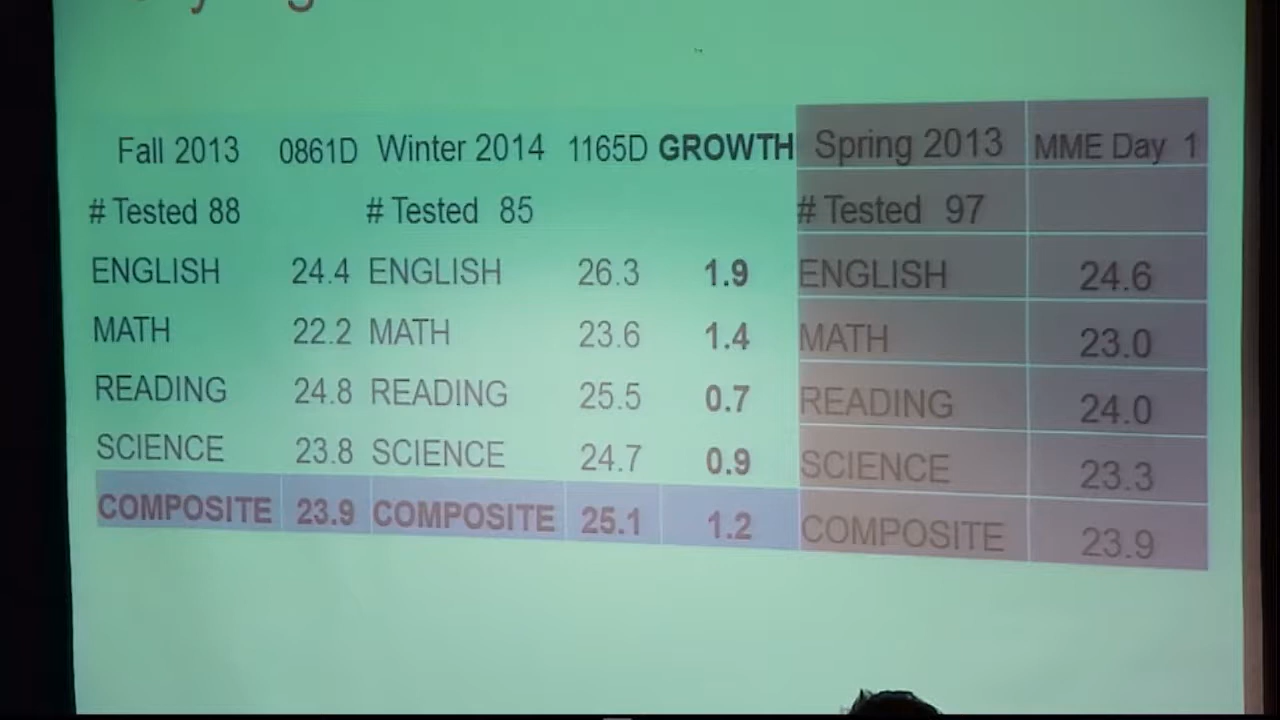 Fall 2013 0861D Winter 2014 1165D GROWTH Spring 2013 MME Day 1
# Tested 88 # Tested 85 # Tested 97
ENGLISH 24.4 ENGLISH 26.3 1.9 ENGLISH 24.6
MATH 22.2 MATH 23.6 1.4 MATH 23.0
READING 24.8 READING 25.5 0.7 READING 24.0
SCIENCE 23.8 SCIENCE 24.7 0.9 SCIENCE 23.3
COMPOSITE 23.9 COMPOSITE 25.1 1.2 COMPOSITE 23.9